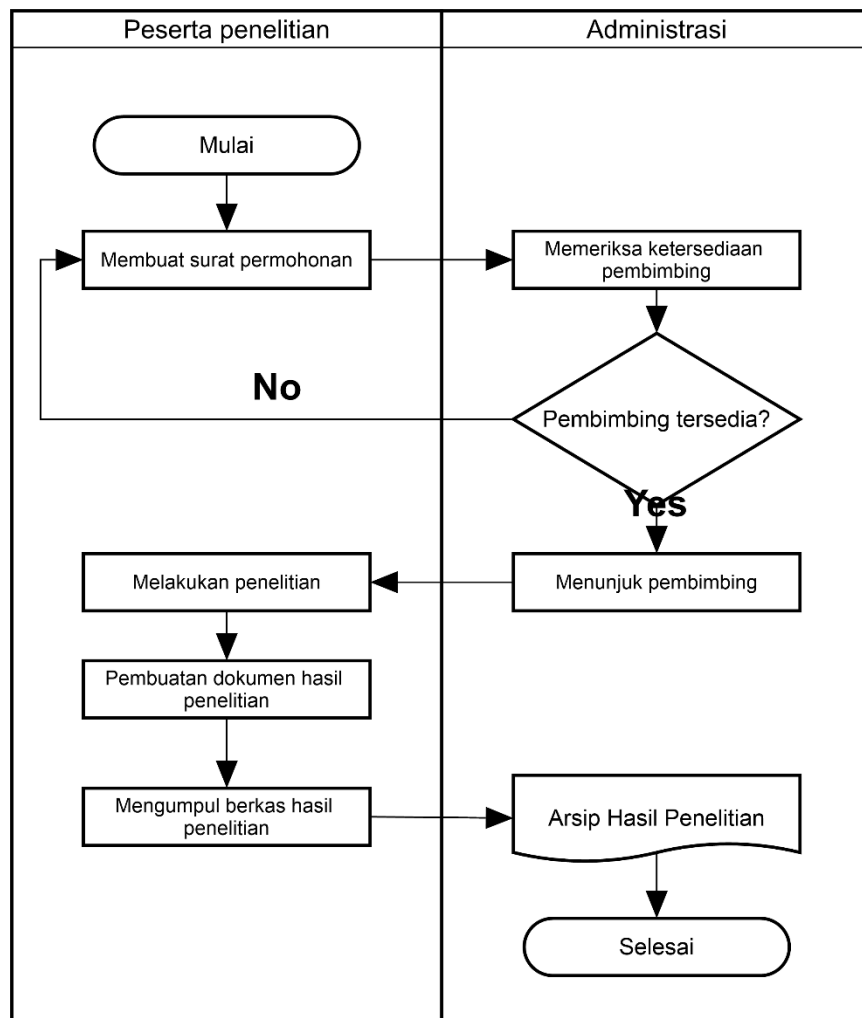 Peserta penelitian
Administrasi
Mulai
Membuat surat permohonan
Memeriksa ketersediaan
pembimbing
No
Pembimbing tersedia?
Yes
Melakukan penelitian
Menunjuk pembimbing
Pembuatan dokumen hasil
penelitian
Mengumpul berkas hasil
penelitian
Arsip Hasil Penelitian
Selesai